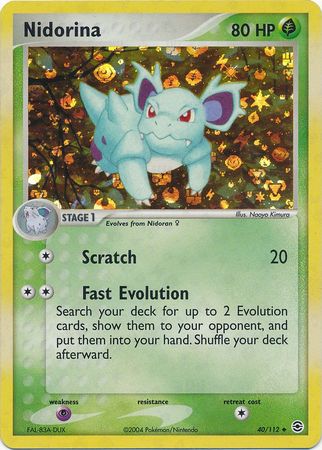 Nidorina 80 HP
STAGE 1
Evolves from Nidoran ♀
Illus. Naoyo Kimura
Scratch 20
Fast Evolution
Search your deck for up to 2 Evolution
cards, show them to your opponent, and
put them into your hand. Shuffle your deck
afterward.
weakness resistance retreat cost
FAL-83A-DUX ©2004 Pokémon/Nintendo 40/112 ◆